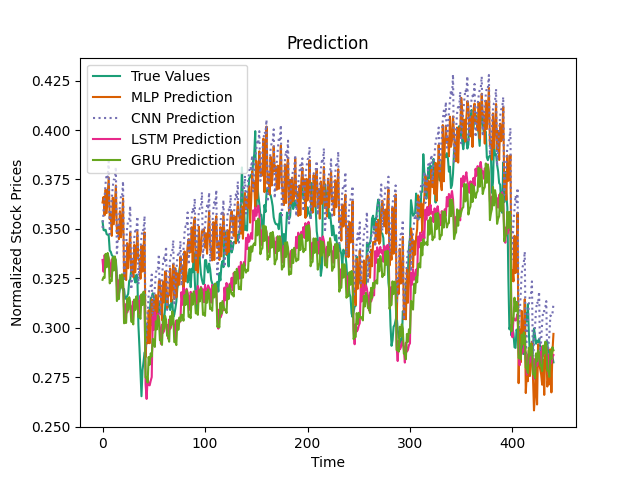 Prediction
True Values
MLP Prediction
CNN Prediction
LSTM Prediction
GRU Prediction
Normalized Stock Prices
0.425
0.400
0.375
0.350
0.325
0.300
0.275
0.250
0 100 200 300 400
Time